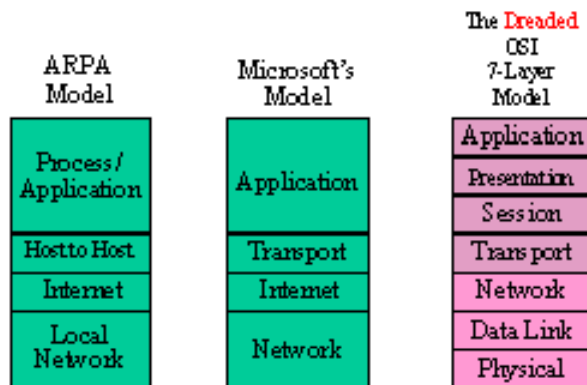 ARPA
Model
Process/
Application
Host to Host
Internet
Local
Network
Microsoft's
Model
Application
Transport
Internet
Network
The Dreaded
OSI
7-Layer
Model
Application
Presentation
Session
Transport
Network
Data Link
Physical